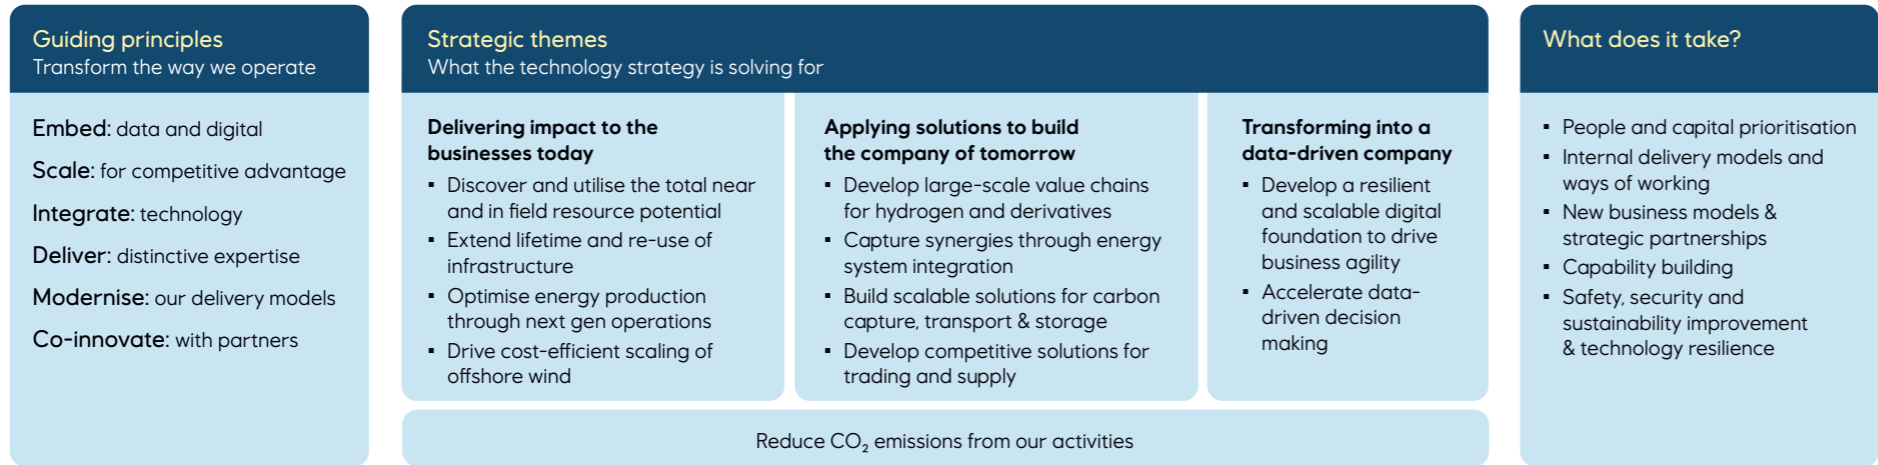 Guiding principles
Transform the way we operate
Embed: data and digital
Scale: for competitive advantage
Integrate: technology
Deliver: distinctive expertise
Modernise: our delivery models
Co-innovate: with partners
Strategic themes
What the technology strategy is solving for
Delivering impact to the
businesses today
▪ Discover and utilise the total near
and in field resource potential
▪ Extend lifetime and re-use of
infrastructure
▪ Optimise energy production
through next gen operations
▪ Drive cost-efficient scaling of
offshore wind
Applying solutions to build
the company of tomorrow
▪ Develop large-scale value chains
for hydrogen and derivatives
▪ Capture synergies through energy
system integration
▪ Build scalable solutions for carbon
capture, transport & storage
▪ Develop competitive solutions for
trading and supply
Transforming into a
data-driven company
▪ Develop a resilient
and scalable digital
foundation to drive
business agility
▪ Accelerate data-
driven decision
making
Reduce CO₂ emissions from our activities
What does it take?
▪ People and capital prioritisation
▪ Internal delivery models and
ways of working
▪ New business models &
strategic partnerships
▪ Capability building
▪ Safety, security and
sustainability improvement
& technology resilience